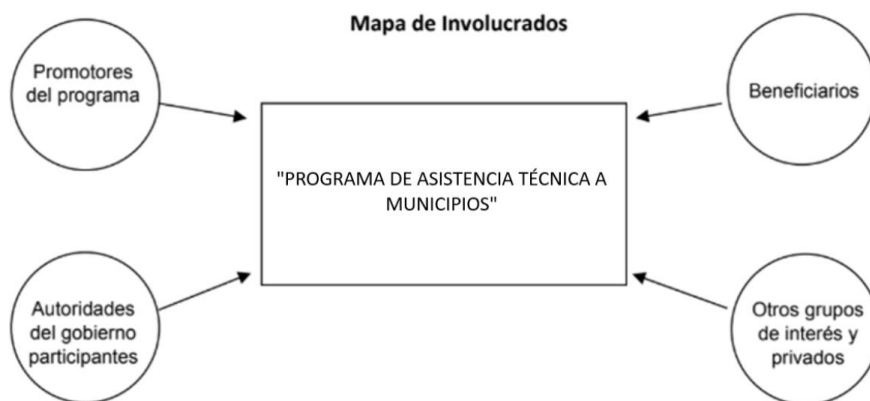 Mapa de Involucrados
Promotores
del programa
Beneficiarios
"PROGRAMA DE ASISTENCIA TÉCNICA A
MUNICIPIOS"
Autoridades
del gobierno
participantes
Otros grupos
de interés y
privados